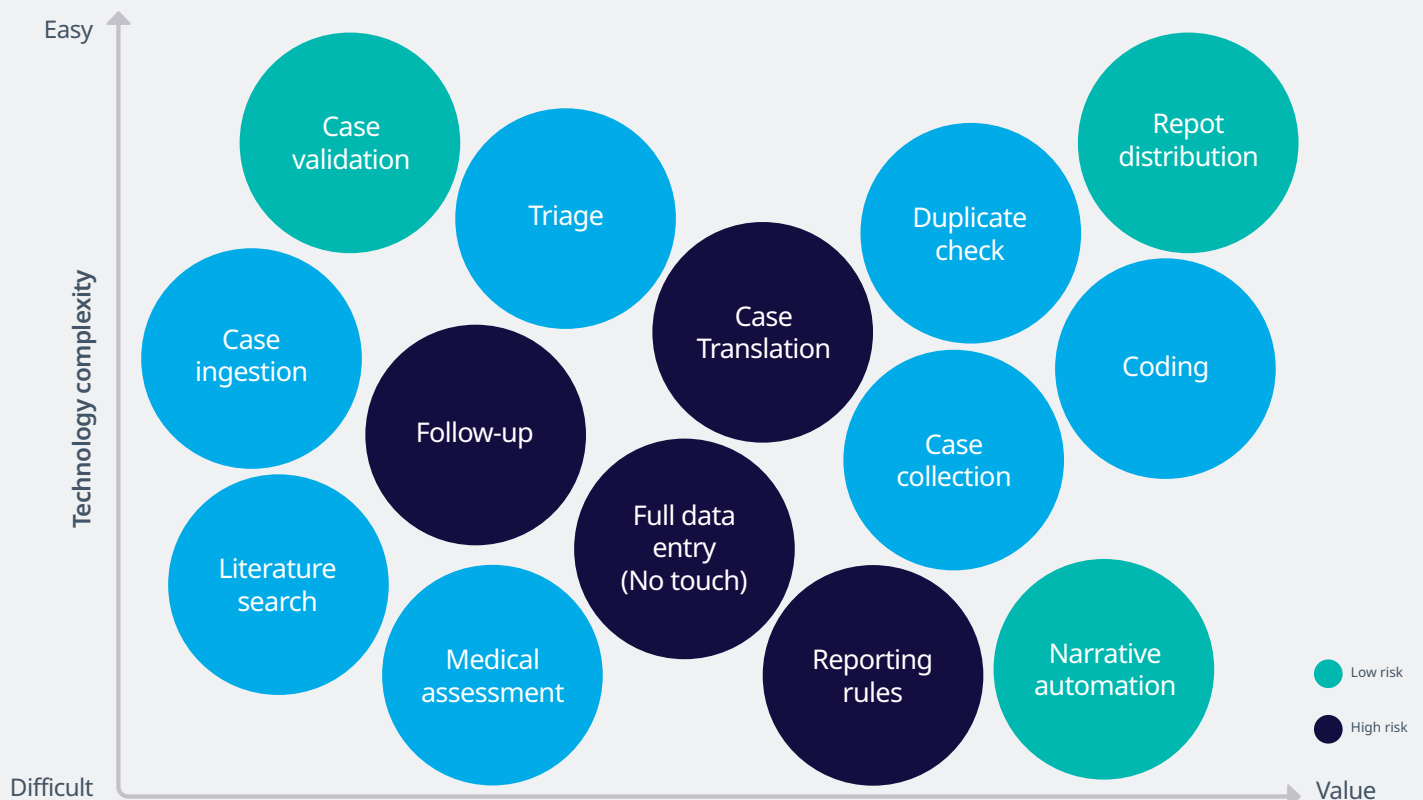 Easy
Technology complexity
Difficult
Value
Case
validation
Triage
Repot
distribution
Duplicate
check
Case
Translation
Case
ingestion
Follow-up
Coding
Case
collection
Full data
entry
(No touch)
Literature
search
Medical
assessment
Reporting
rules
Narrative
automation
Low risk
High risk